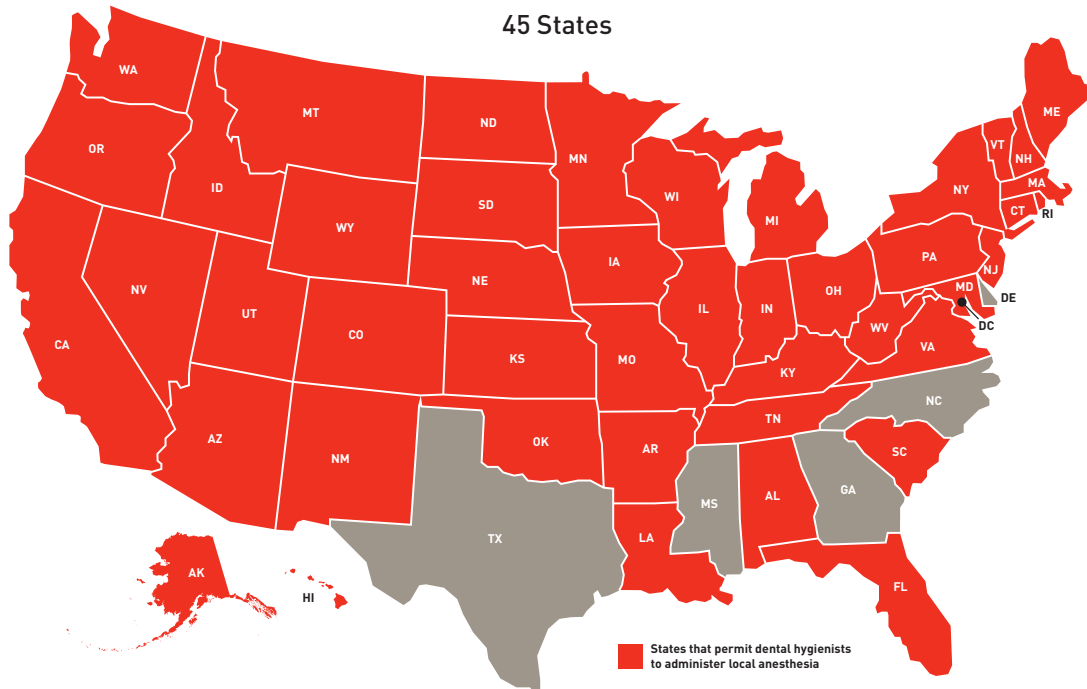 45 States
WA
MT
ND
ME
OR
MN
VT
NH
ID
SD
WI
NY
MA
WY
MI
CT
RI
IA
PA
NE
NJ
NV
OH
MD
DE
UT
IL
IN
DC
CO
WV
CA
KS
MO
VA
KY
NC
TN
AZ
OK
AR
SC
NM
MS
AL
GA
TX
LA
AK
HI
FL
States that permit dental hygienists
to administer local anesthesia